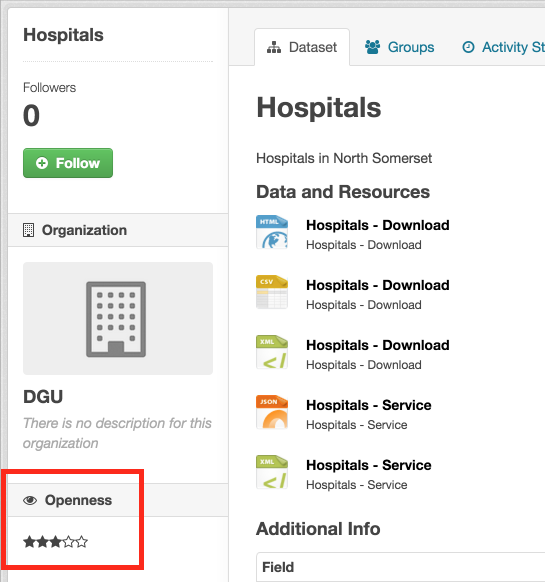 Hospitals
Followers
0
Follow
Organization
DGU
There is no description for this
organization
Openness
Dataset
Groups
Activity St
Hospitals
Hospitals in North Somerset
Data and Resources
HTML
Hospitals - Download
Hospitals - Download
CSV
Hospitals - Download
Hospitals - Download
XML
Hospitals - Download
Hospitals - Download
JSON
Hospitals - Service
Hospitals - Service
XML
Hospitals - Service
Hospitals - Service
Additional Info
Field